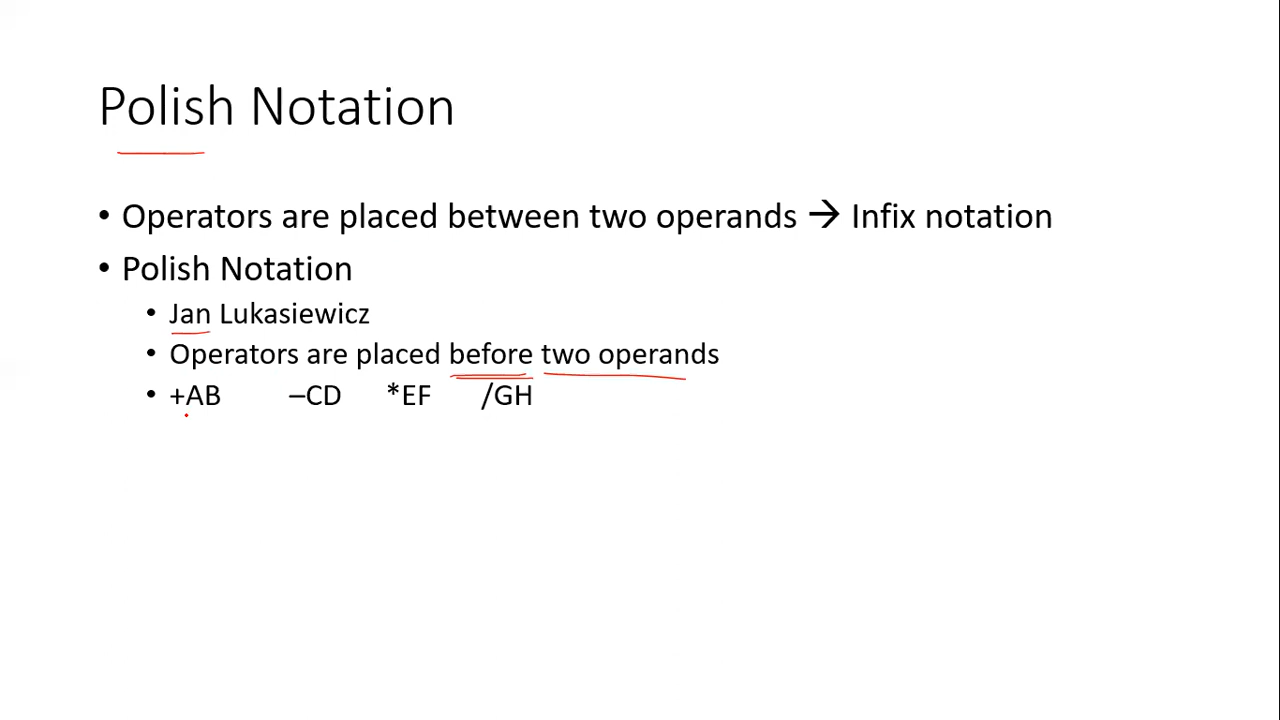 Polish Notation
• Operators are placed between two operands → Infix notation
• Polish Notation
• Jan Lukasiewicz
• Operators are placed before two operands
• +AB –CD *EF /GH